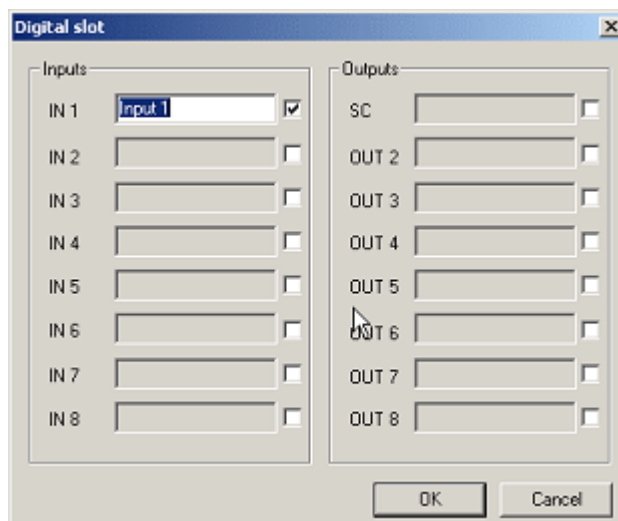 Digital slot
Inputs
IN 1 Input 1
IN 2
IN 3
IN 4
IN 5
IN 6
IN 7
IN 8
Outputs
SC
OUT 2
OUT 3
OUT 4
OUT 5
OUT 6
OUT 7
OUT 8
OK Cancel